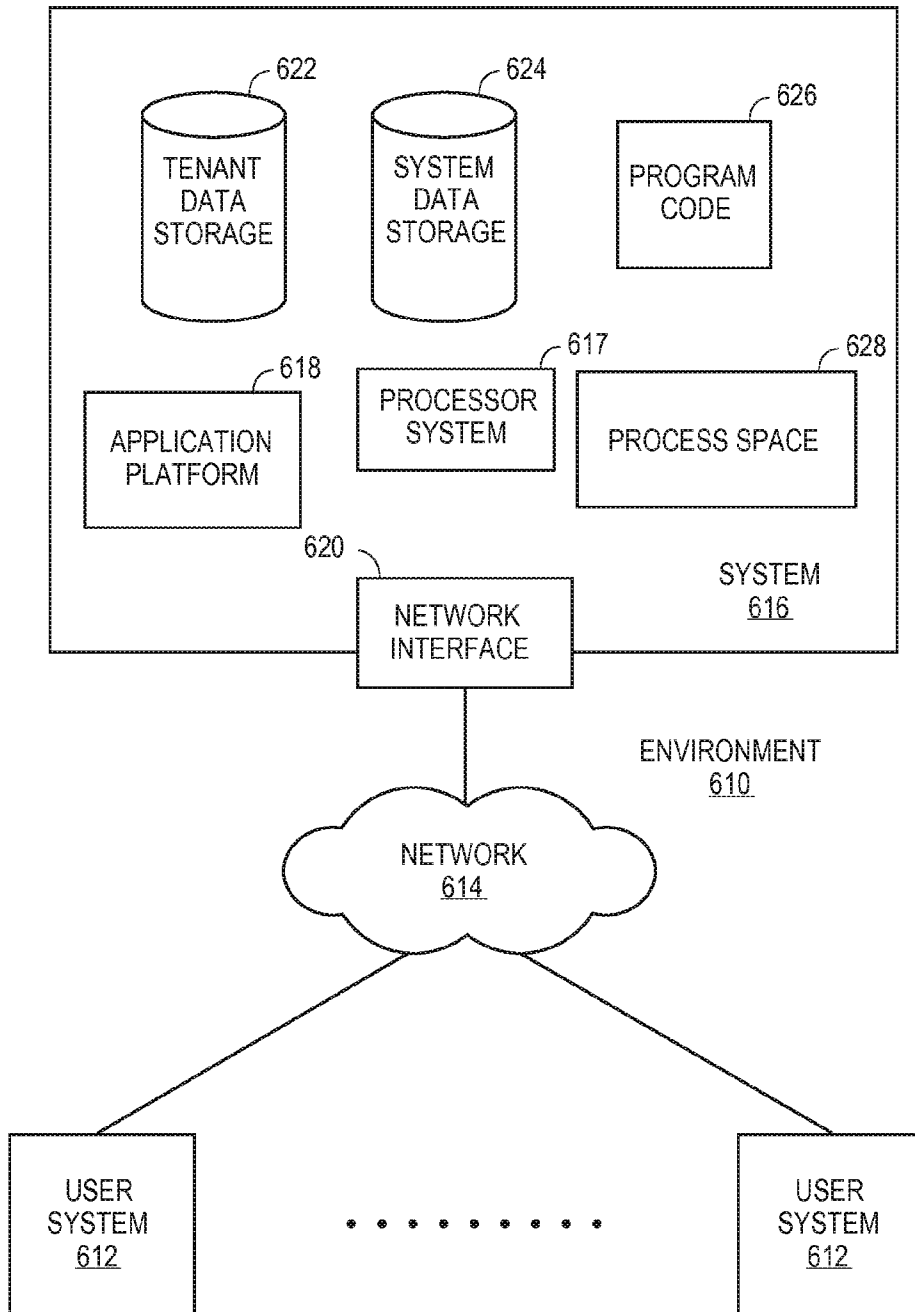 622
624
626
TENANT
DATA
STORAGE
SYSTEM
DATA
STORAGE
PROGRAM
CODE
618
617
628
APPLICATION
PLATFORM
PROCESSOR
SYSTEM
PROCESS SPACE
620
NETWORK
INTERFACE
SYSTEM
616
ENVIRONMENT
610
NETWORK
614
USER
SYSTEM
612
USER
SYSTEM
612